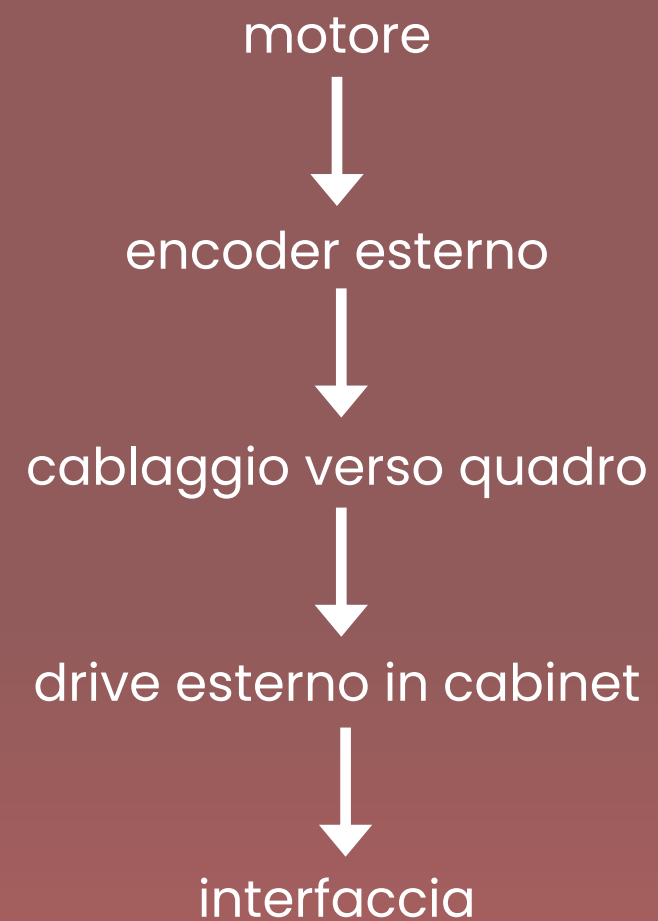 motore
encoder esterno
cablaggio verso quadro
drive esterno in cabinet
interfaccia